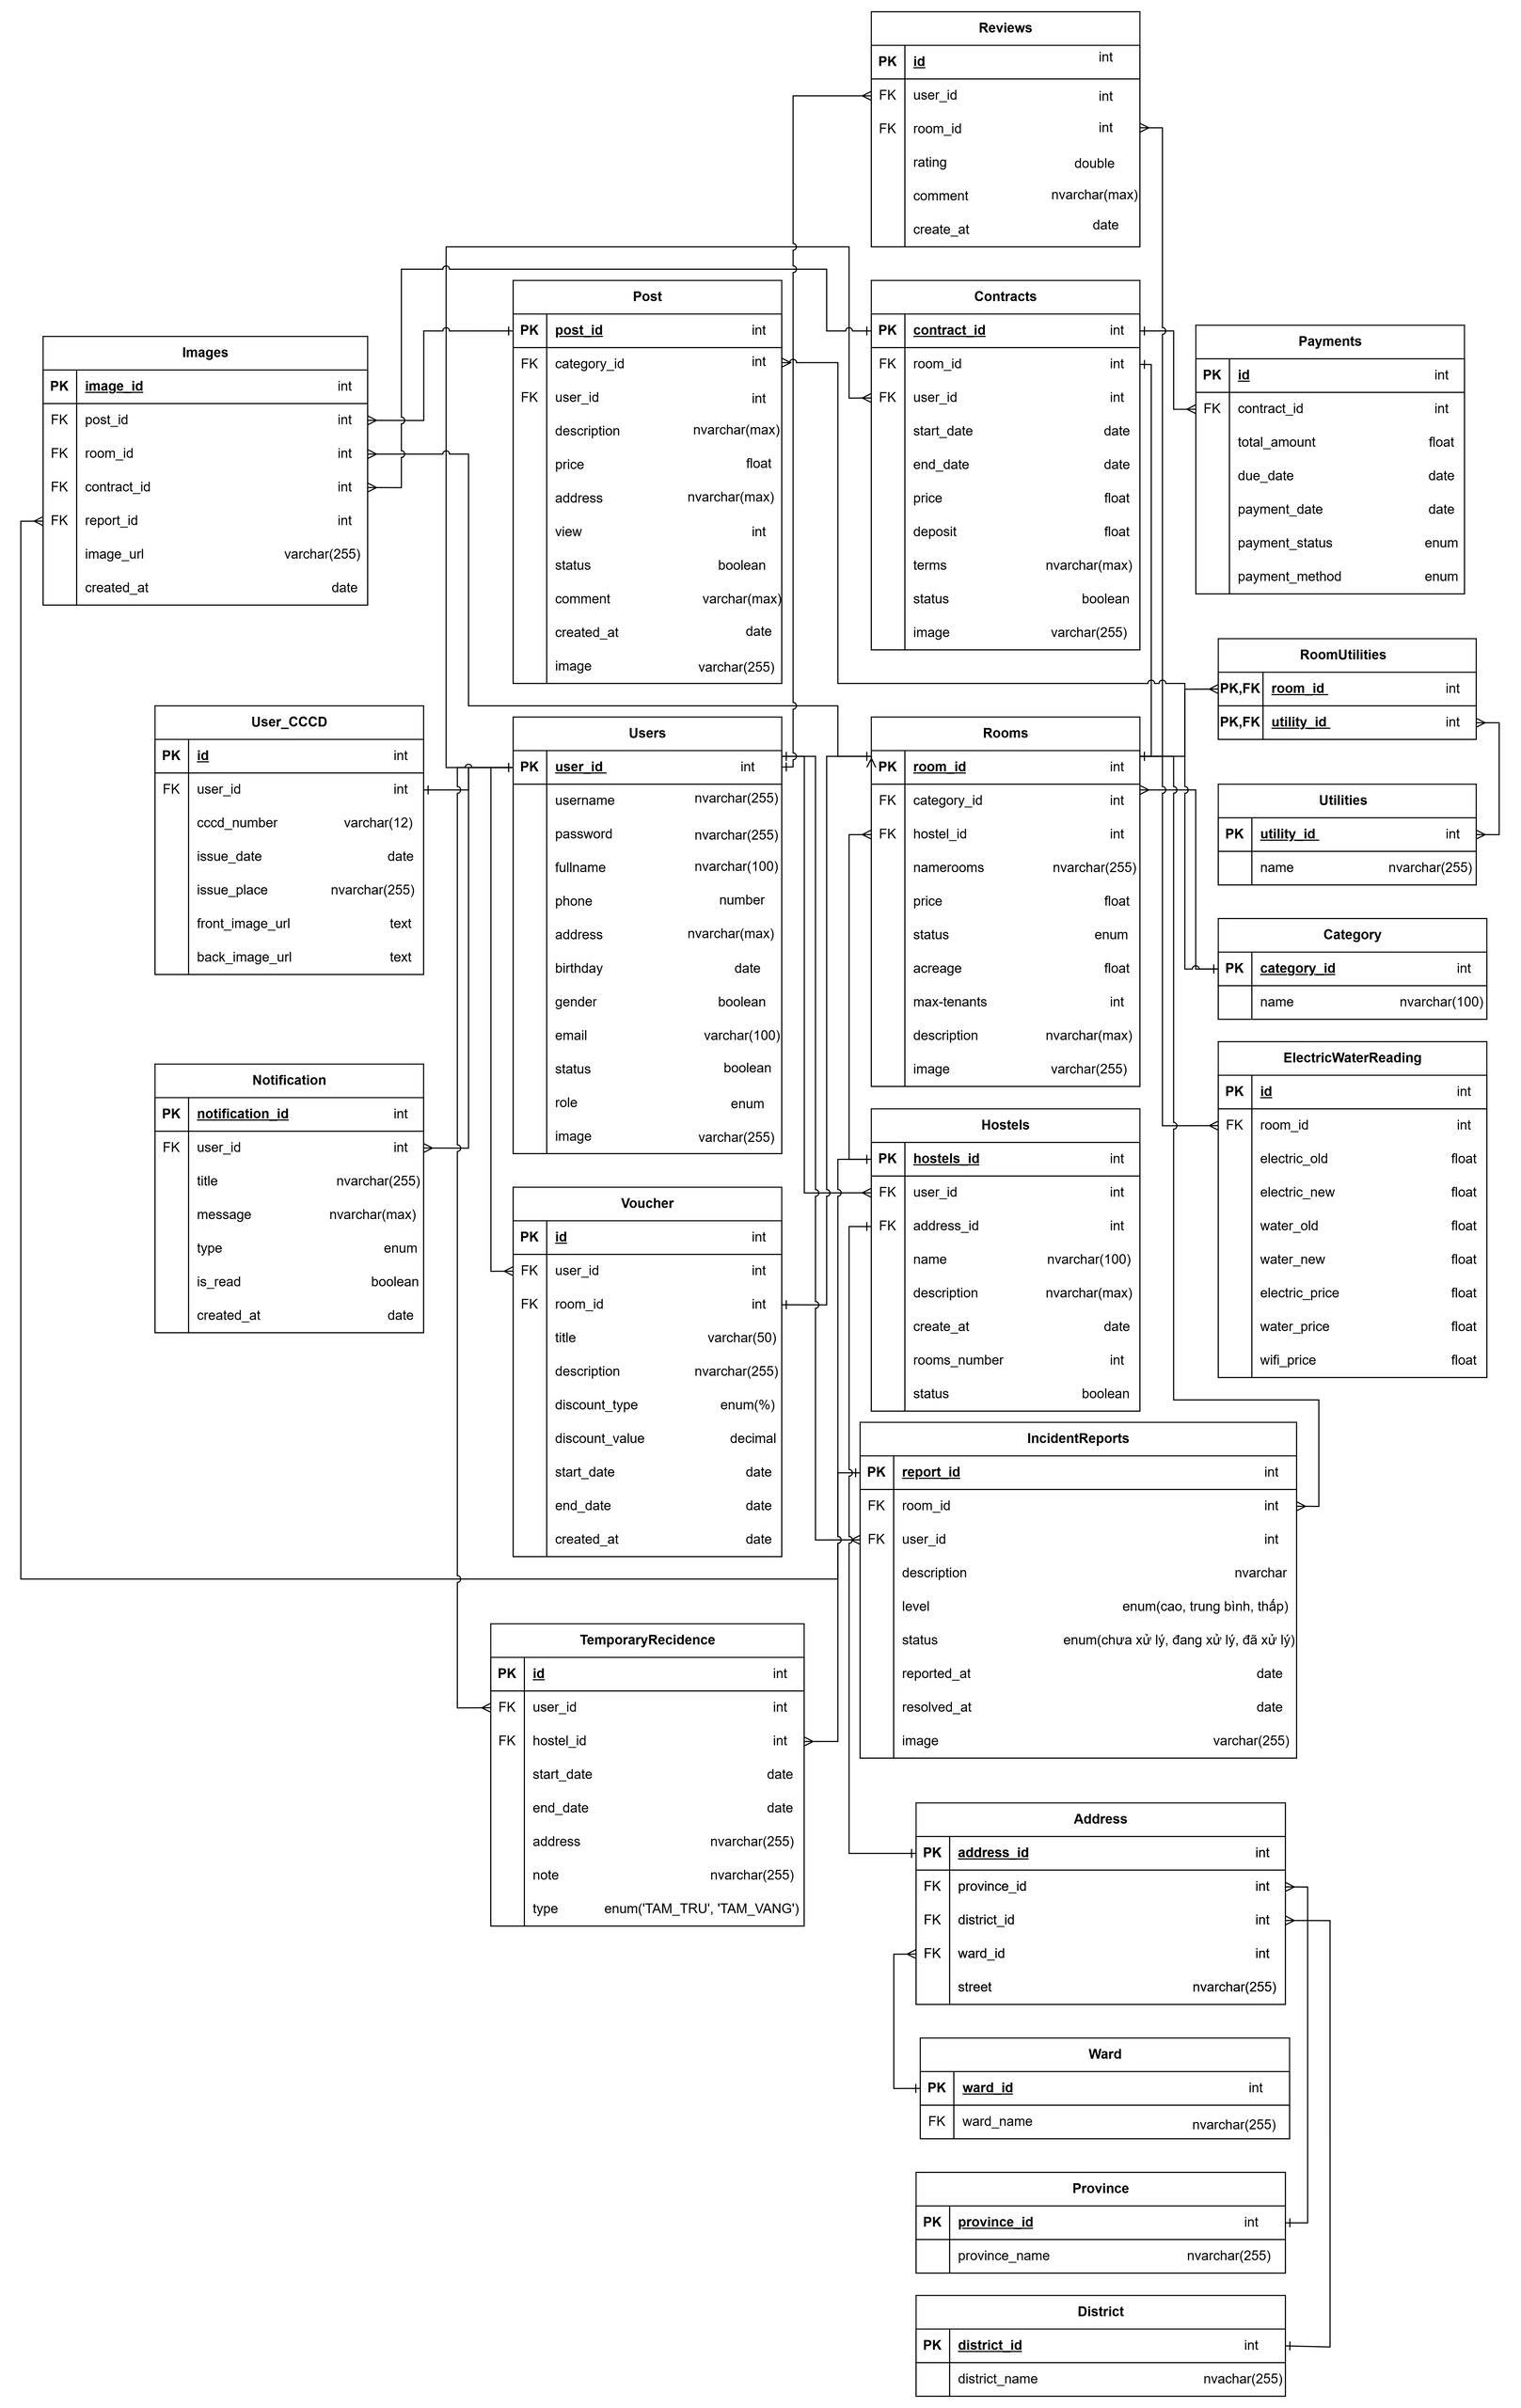 Reviews
PK id int
FK user_id int
FK room_id int
rating double
comment nvarchar(max)
create_at date
Post
PK post_id int
FK category_id int
FK user_id int
description nvarchar(max)
price float
address nvarchar(max)
view int
status boolean
comment varchar(max)
created_at date
image varchar(255)
Contracts
PK contract_id int
FK room_id int
FK user_id int
start_date date
end_date date
price float
deposit float
terms nvarchar(max)
status boolean
image varchar(255)
Payments
PK id int
FK contract_id int
total_amount float
due_date date
payment_date date
payment_status enum
payment_method enum
Images
PK image_id int
FK post_id int
FK room_id int
FK contract_id int
FK report_id int
image_url varchar(255)
created_at date
RoomUtilities
PK,FK room_id int
PK,FK utility_id int
User_CCCD
PK id int
FK user_id int
cccd_number varchar(12)
issue_date date
issue_place nvarchar(255)
front_image_url text
back_image_url text
Users
PK user_id int
username nvarchar(255)
password nvarchar(255)
fullname nvarchar(100)
phone number
address nvarchar(max)
birthday date
gender boolean
email varchar(100)
status boolean
role enum
image varchar(255)
Rooms
PK room_id int
FK category_id int
FK hostel_id int
namerooms nvarchar(255)
price float
status enum
acreage float
max-tenants int
description nvarchar(max)
image varchar(255)
Utilities
PK utility_id int
name nvarchar(255)
Category
PK category_id int
name nvarchar(100)
ElectricWaterReading
PK id int
FK room_id int
electric_old float
electric_new float
water_old float
water_new float
electric_price float
water_price float
wifi_price float
Notification
PK notification_id int
FK user_id int
title nvarchar(255)
message nvarchar(max)
type enum
is_read boolean
created_at date
Hostels
PK hostels_id int
FK user_id int
FK address_id int
name nvarchar(100)
description nvarchar(max)
create_at date
rooms_number int
status boolean
Voucher
PK id int
FK user_id int
FK room_id int
title varchar(50)
description nvarchar(255)
discount_type enum(%)
discount_value decimal
start_date date
end_date date
created_at date
IncidentReports
PK report_id int
FK room_id int
FK user_id int
description nvarchar
level enum(cao, trung bình, thấp)
status enum(chưa xử lý, đang xử lý, đã xử lý)
reported_at date
resolved_at date
image varchar(255)
TemporaryRecidence
PK id int
FK user_id int
FK hostel_id int
start_date date
end_date date
address nvarchar(255)
note nvarchar(255)
type enum('TAM_TRU', 'TAM_VANG')
Address
PK address_id int
FK province_id int
FK district_id int
FK ward_id int
street nvarchar(255)
Ward
PK ward_id int
FK ward_name nvarchar(255)
Province
PK province_id int
province_name nvarchar(255)
District
PK district_id int
district_name nvachar(255)